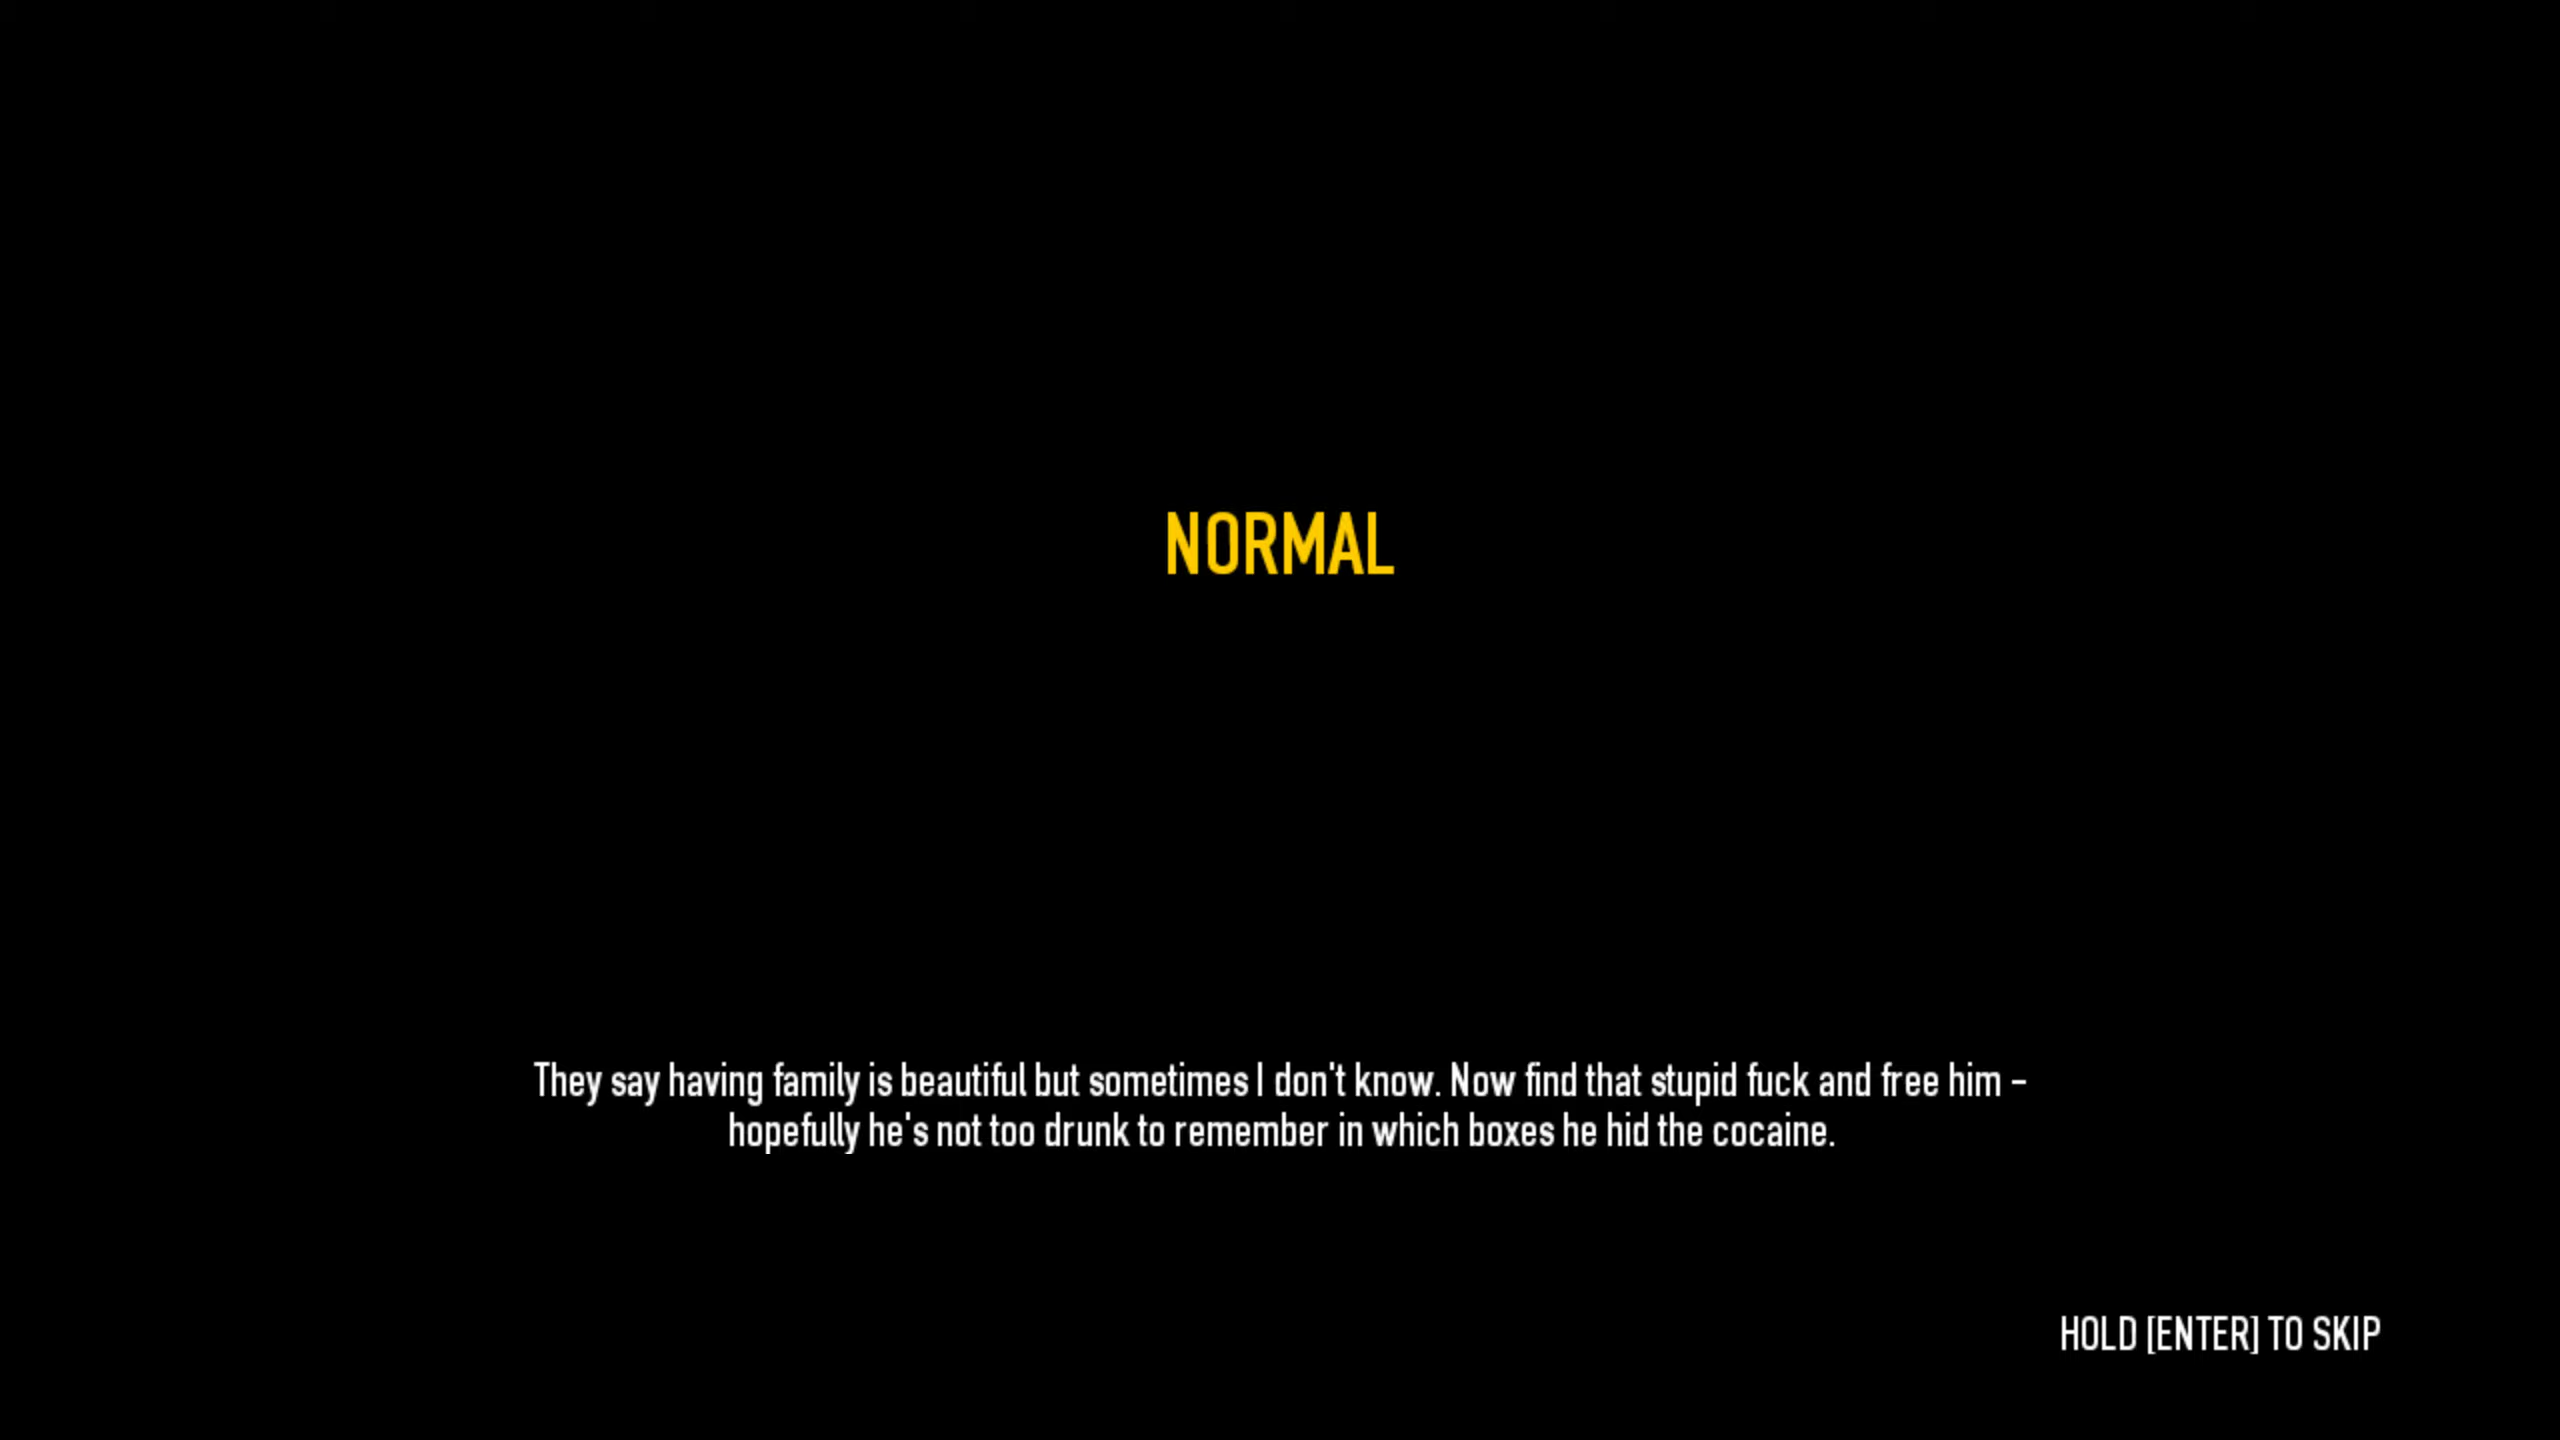 NORMAL
They say having family is beautiful but sometimes I don't know. Now find that stupid fuck and free him -
hopefully he's not too drunk to remember in which boxes he hid the cocaine.
HOLD [ENTER] TO SKIP